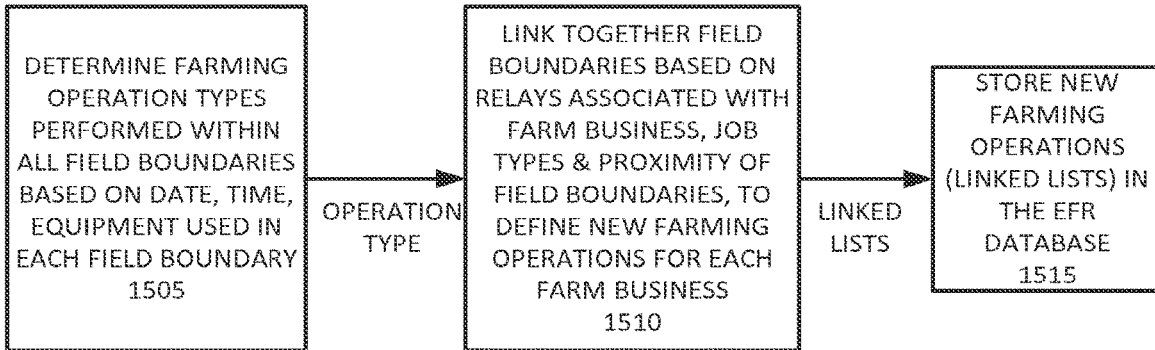 DETERMINE FARMING
OPERATION TYPES
PERFORMED WITHIN
ALL FIELD BOUNDARIES
BASED ON DATE, TIME,
EQUIPMENT USED IN
EACH FIELD BOUNDARY
1505
OPERATION
TYPE
LINK TOGETHER FIELD
BOUNDARIES BASED ON
RELAYS ASSOCIATED WITH
FARM BUSINESS, JOB
TYPES & PROXIMITY OF
FIELD BOUNDARIES, TO
DEFINE NEW FARMING
OPERATIONS FOR EACH
FARM BUSINESS
1510
LINKED
LISTS
STORE NEW
FARMING
OPERATIONS
(LINKED LISTS) IN
THE EFR
DATABASE
1515